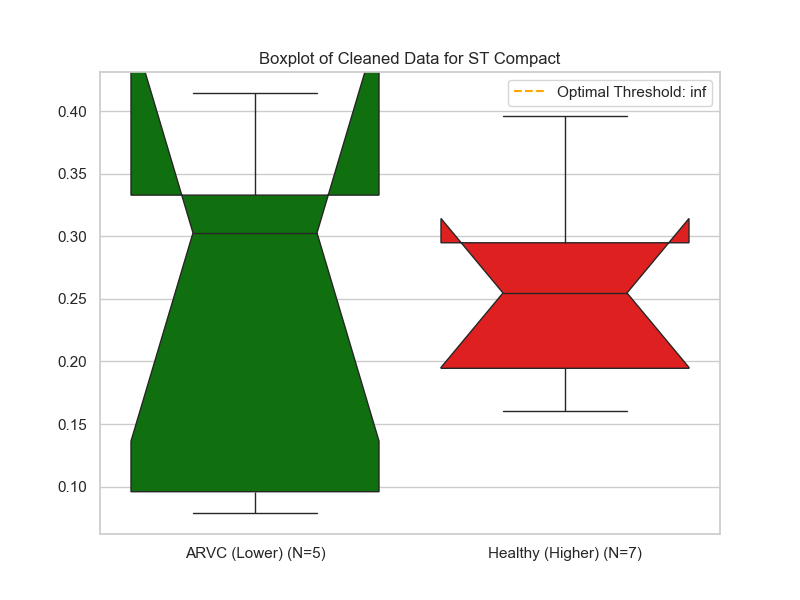 Boxplot of Cleaned Data for ST Compact
Optimal Threshold: inf
0.40
0.35
0.30
0.25
0.20
0.15
0.10
ARVC (Lower) (N=5)
Healthy (Higher) (N=7)